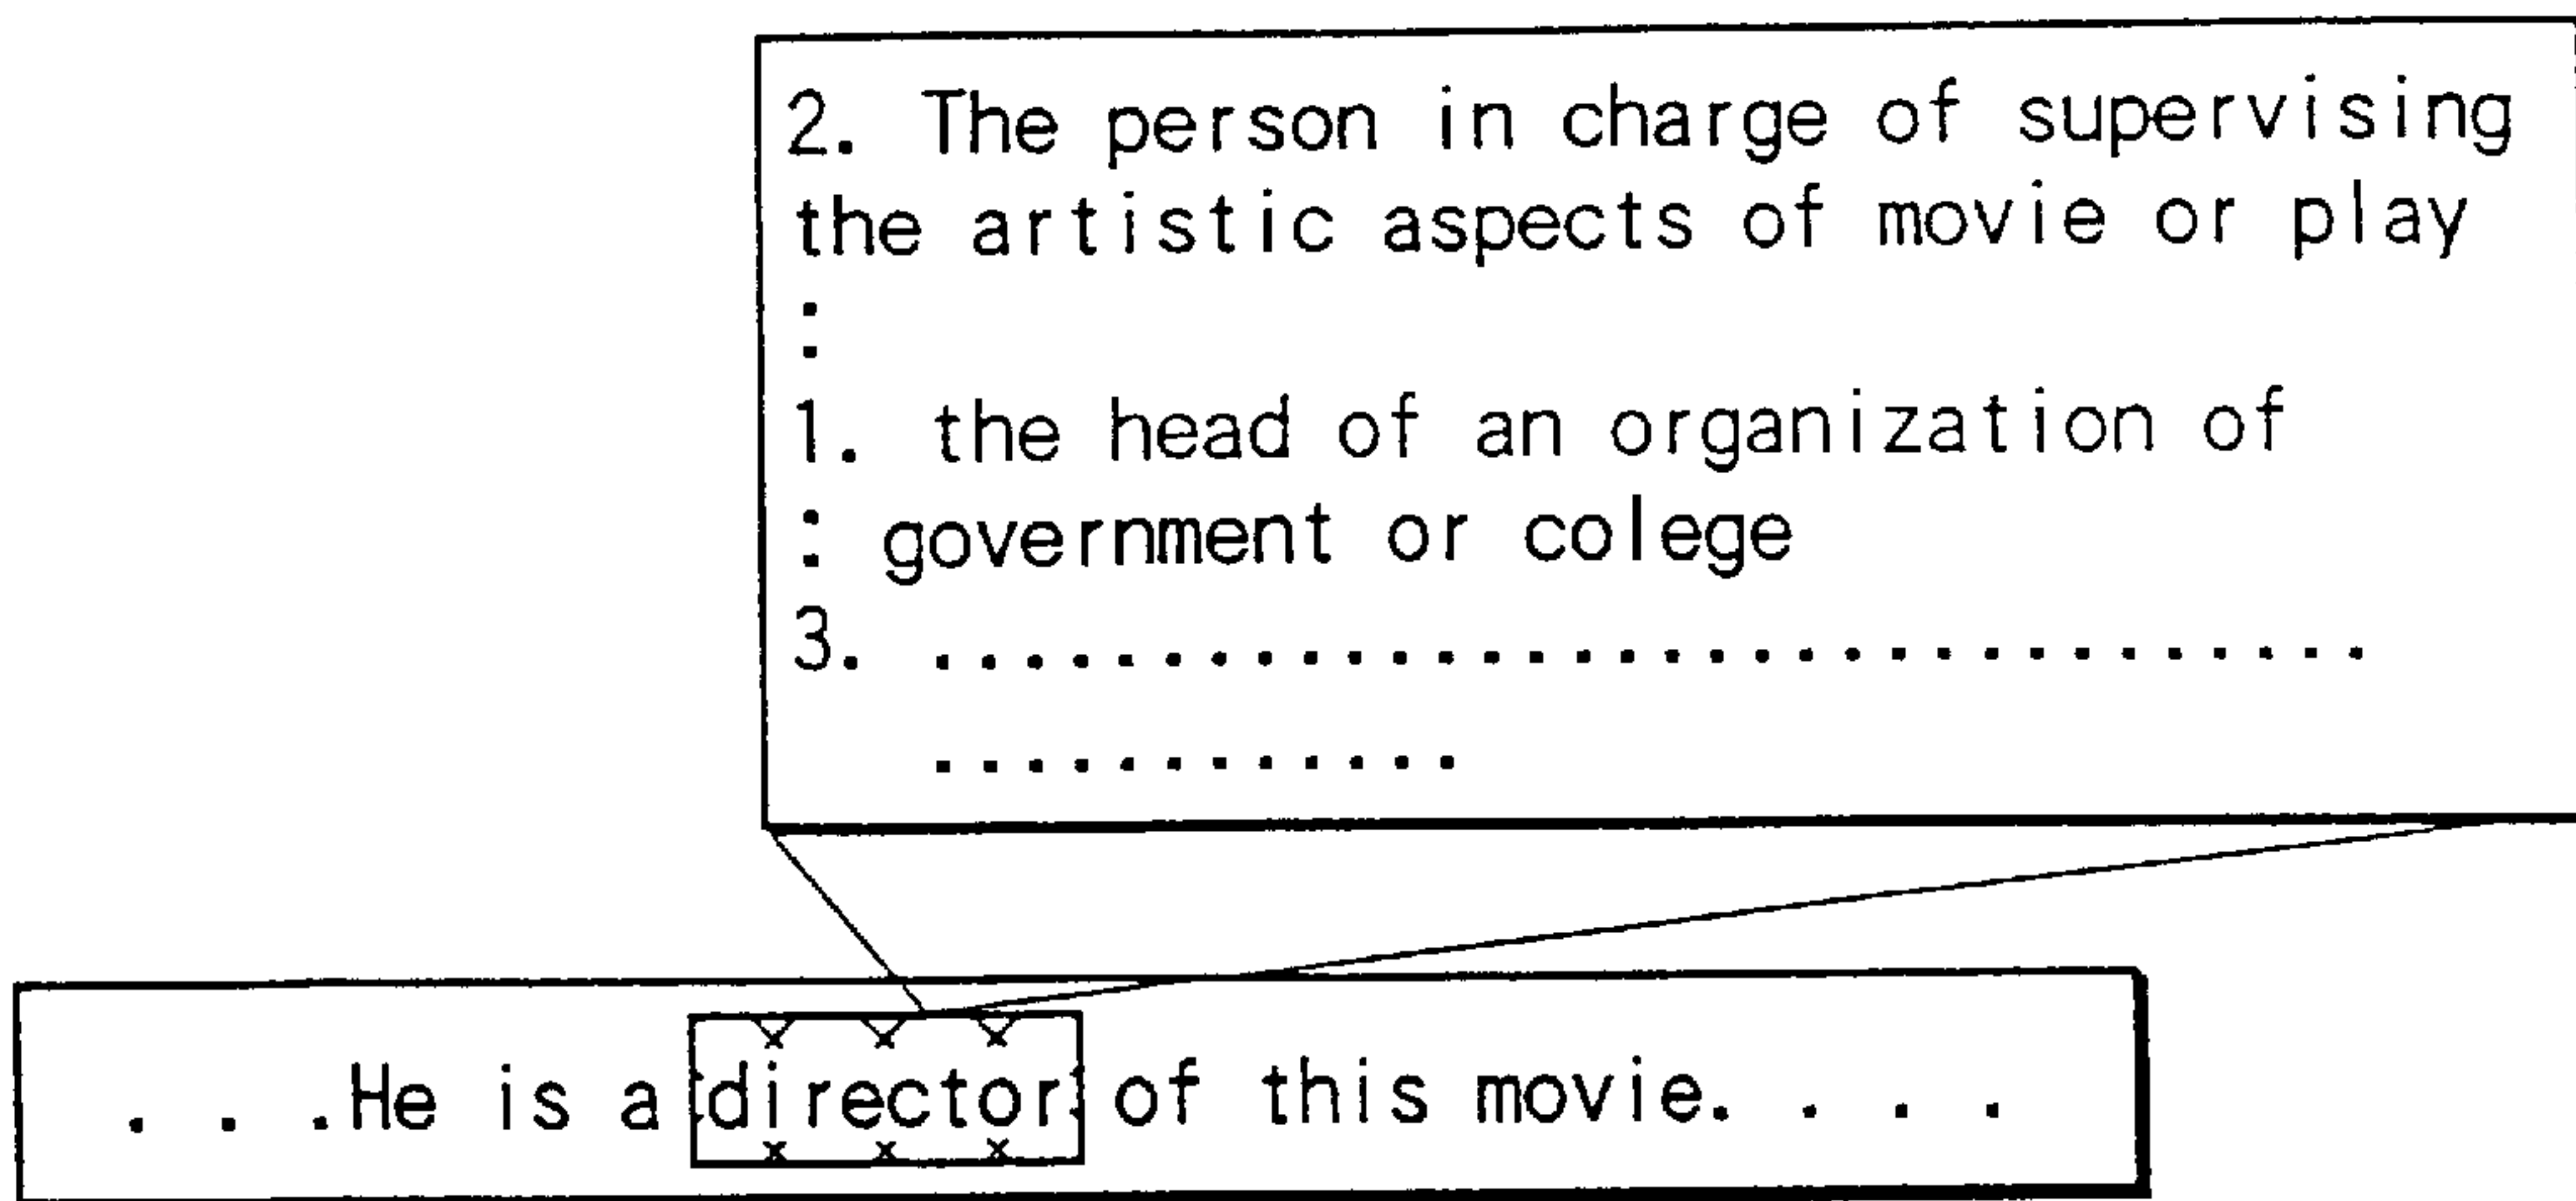 2. The person in charge of supervising
the artistic aspects of movie or play
:
1. the head of an organization of
: government or colege
3. . . . . . . . . . . . . . . . . . . . . . . . . . . . . . . . .
. . . . . . . . . . . .
. . .He is a director of this movie. . . .